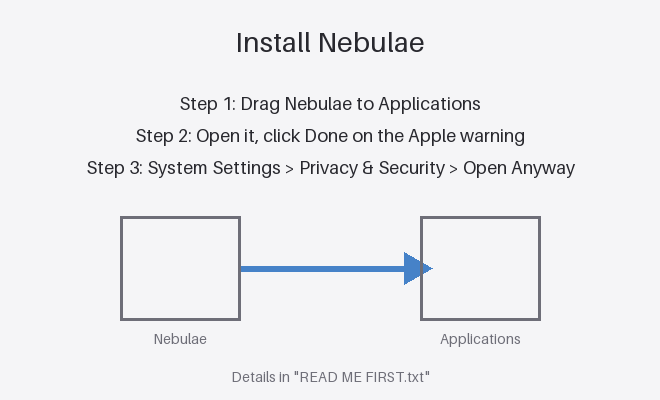 Install Nebulae
Step 1: Drag Nebulae to Applications
Step 2: Open it, click Done on the Apple warning
Step 3: System Settings > Privacy & Security > Open Anyway
Nebulae
Applications
Details in "READ ME FIRST.txt"